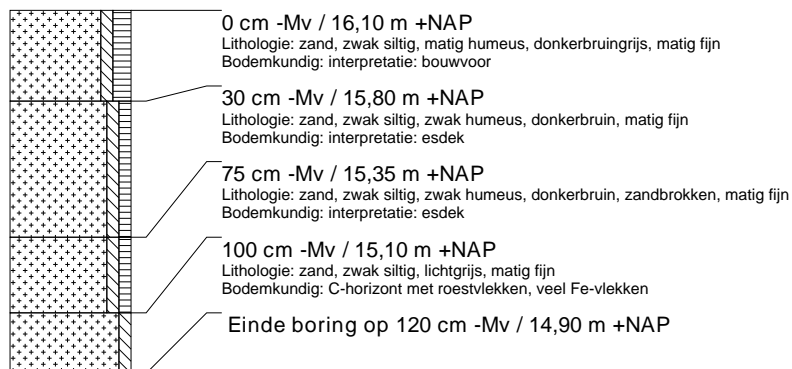 0 cm -Mv / 16,10 m +NAP
Lithologie: zand, zwak siltig, matig humeus, donkerbruingrijs, matig fijn
Bodemkundig: interpretatie: bouwvoor
30 cm -Mv / 15,80 m +NAP
Lithologie: zand, zwak siltig, zwak humeus, donkerbruin, matig fijn
Bodemkundig: interpretatie: esdek
75 cm -Mv / 15,35 m +NAP
Lithologie: zand, zwak siltig, zwak humeus, donkerbruin, zandbrokken, matig fijn
Bodemkundig: interpretatie: esdek
100 cm -Mv / 15,10 m +NAP
Lithologie: zand, zwak siltig, lichtgrijs, matig fijn
Bodemkundig: C-horizont met roestvlekken, veel Fe-vlekken
Einde boring op 120 cm -Mv / 14,90 m +NAP